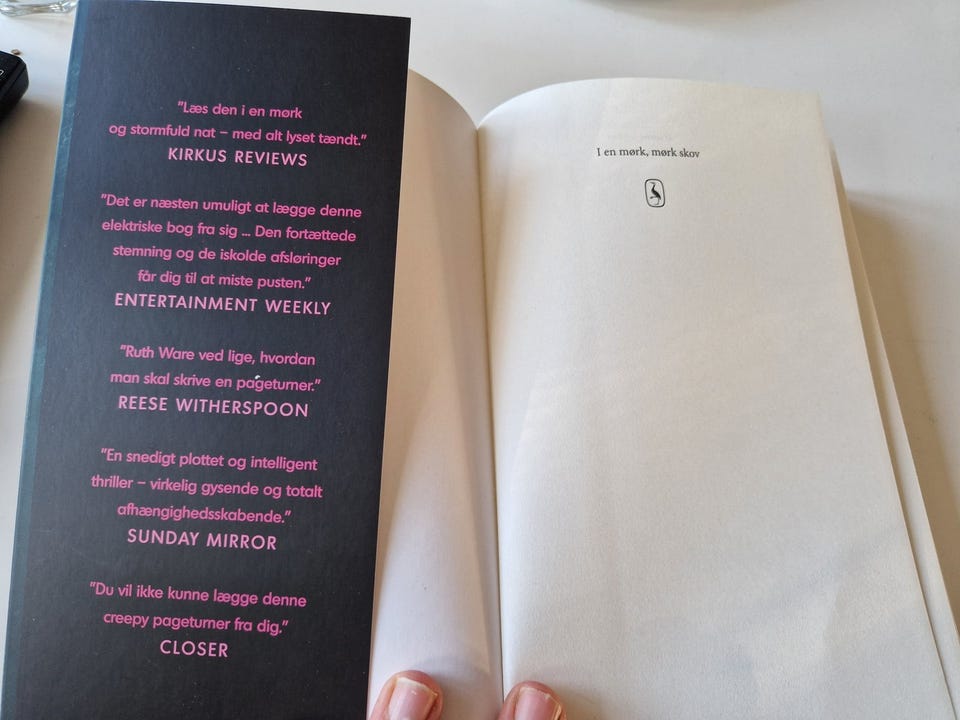 "Læs den i en mørk
og stormfuld nat – med alt lyset tændt."
KIRKUS REVIEWS
"Det er næsten umuligt at lægge denne
elektriske bog fra sig ... Den fortættede
stemning og de iskolde afsløringer
får dig til at miste pusten."
ENTERTAINMENT WEEKLY
"Ruth Ware ved lige, hvordan
man skal skrive en pageturner."
REESE WITHERSPOON
"En snedigt plottet og intelligent
thriller – virkelig gysende og totalt
afhængighedsskabende."
SUNDAY MIRROR
"Du vil ikke kunne lægge denne
creepy pageturner fra dig."
CLOSER
I en mørk, mørk skov